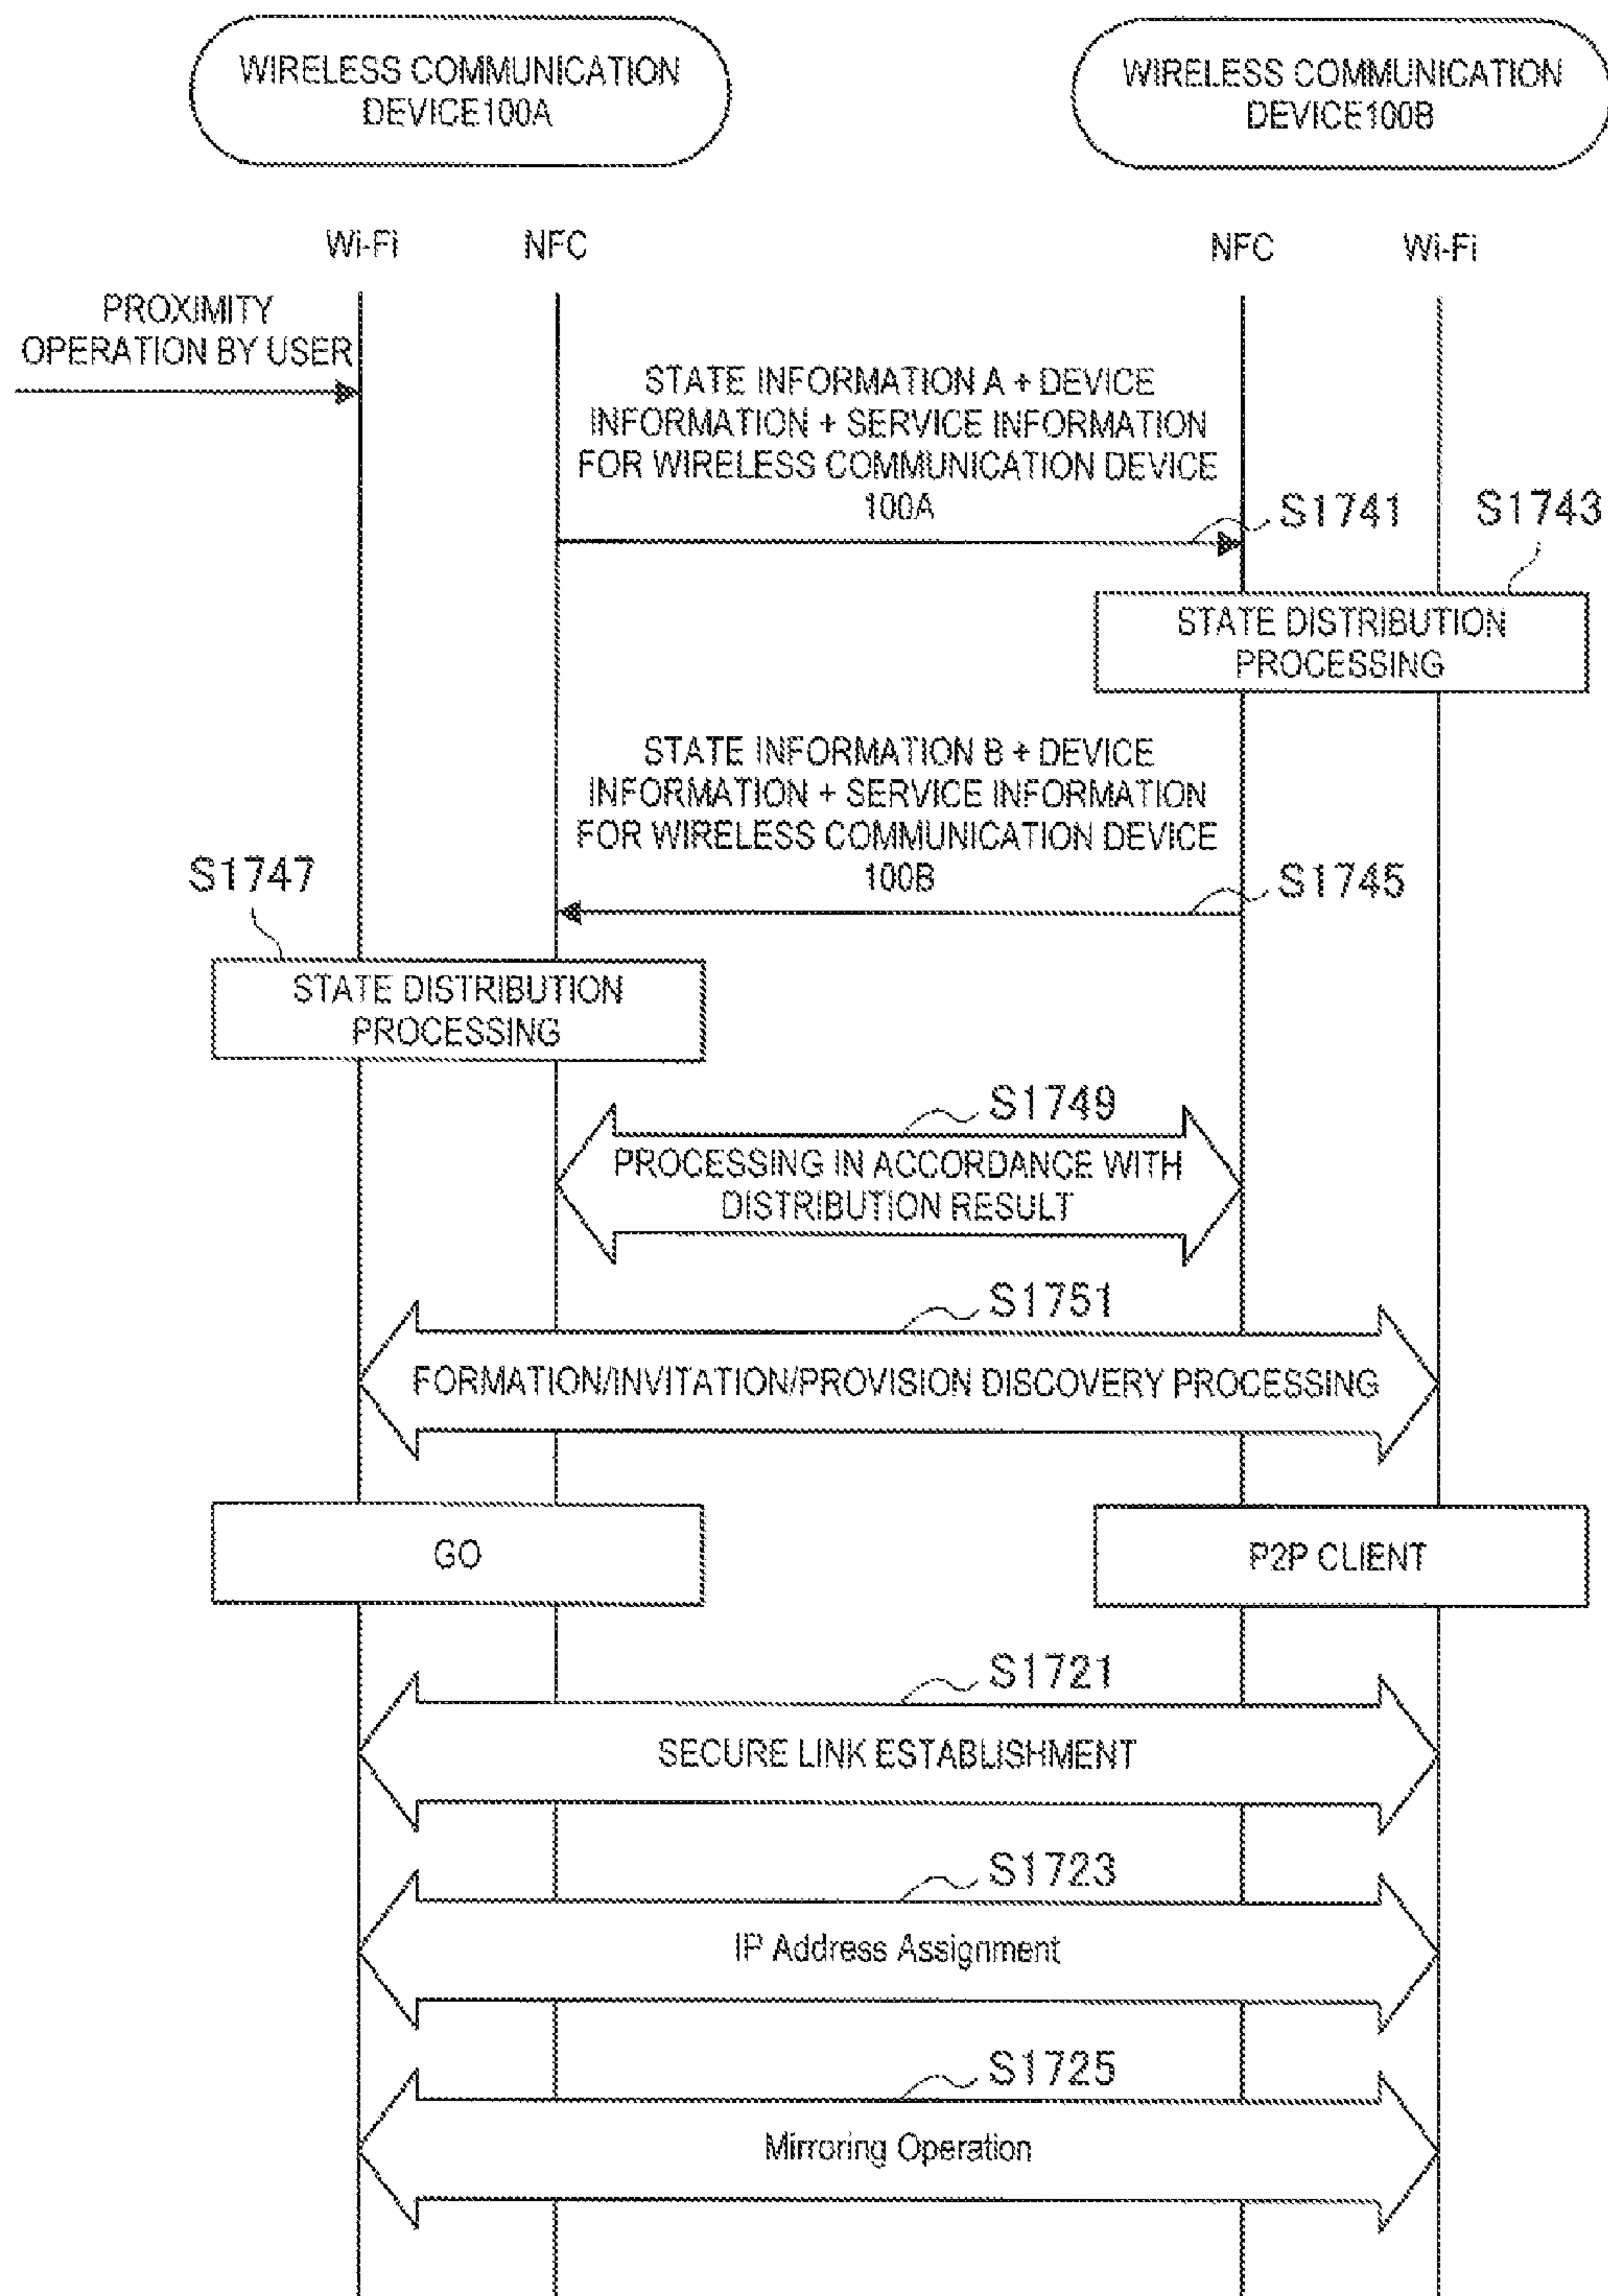 WIRELESS COMMUNICATION
DEVICE100A
WIRELESS COMMUNICATION
DEVICE100B
Wi-Fi
NFC
NFC
Wi-Fi
PROXIMITY
OPERATION BY USER
STATE INFORMATION A + DEVICE
INFORMATION + SERVICE INFORMATION
FOR WIRELESS COMMUNICATION DEVICE
100A
S1741
S1743
STATE DISTRIBUTION
PROCESSING
STATE INFORMATION B + DEVICE
INFORMATION + SERVICE INFORMATION
FOR WIRELESS COMMUNICATION DEVICE
100B
S1745
S1747
STATE DISTRIBUTION
PROCESSING
S1749
PROCESSING IN ACCORDANCE WITH
DISTRIBUTION RESULT
S1751
FORMATION/INVITATION/PROVISION DISCOVERY PROCESSING
GO
P2P CLIENT
S1721
SECURE LINK ESTABLISHMENT
S1723
IP Address Assignment
S1725
Mirroring Operation